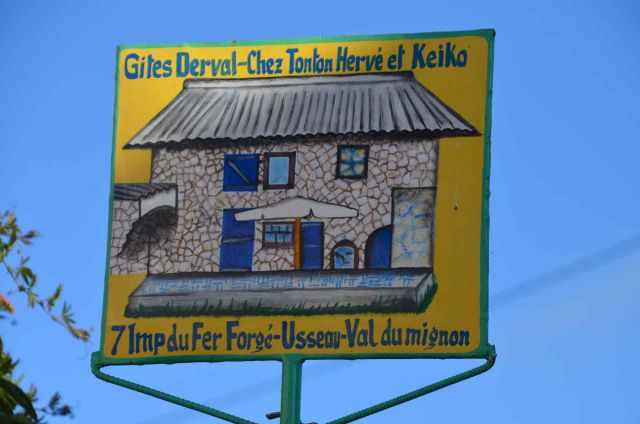 Gîtes Derval-Chez Tonton Hervé et Keiko
7 Imp du Fer Forgé-Usseau-Val du mignon